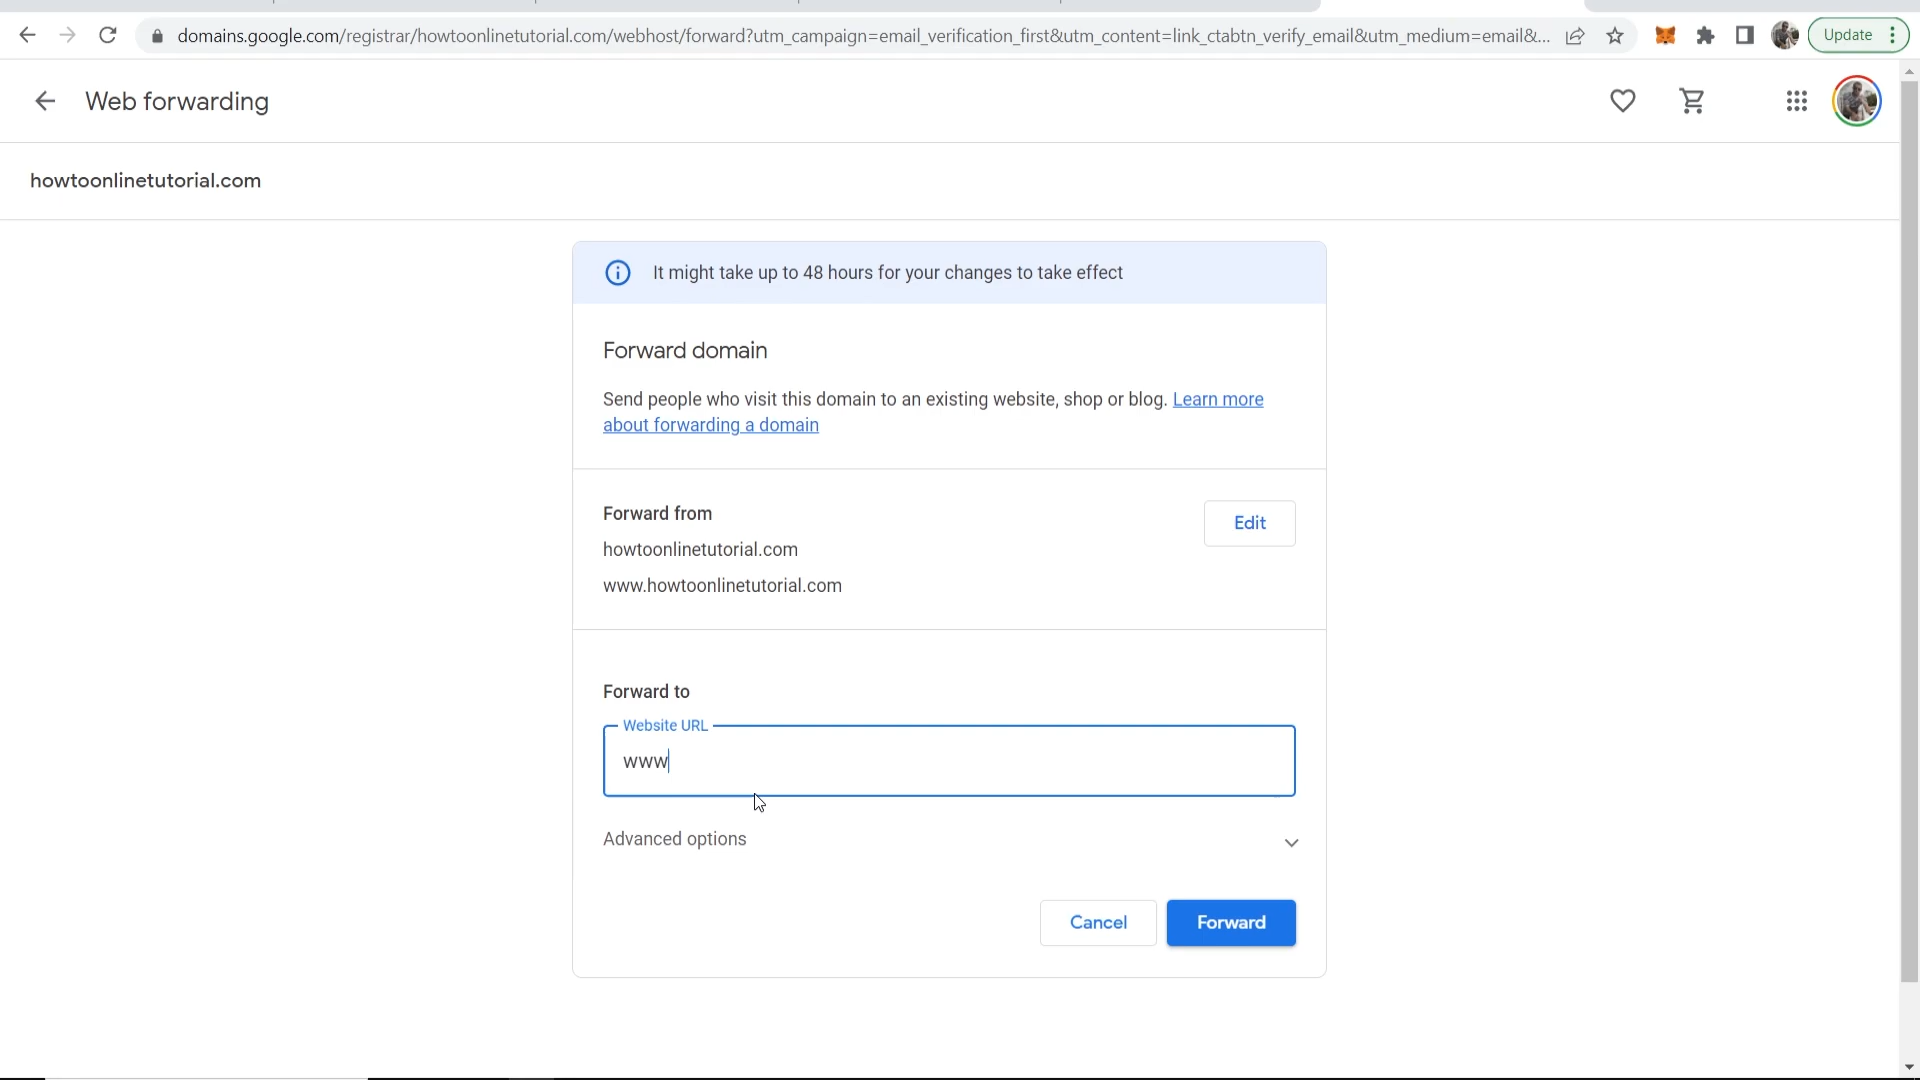 domains.google.com/registrar/howtoonlinetutorial.com/webhost/forward?utm_campaign=email_verification_first&utm_content=link_ctabtn_verify_email&utm_medium=email&...
Update
Web forwarding
howtoonlinetutorial.com
It might take up to 48 hours for your changes to take effect
Forward domain
Send people who visit this domain to an existing website, shop or blog. Learn more
about forwarding a domain
Forward from
Edit
howtoonlinetutorial.com
www.howtoonlinetutorial.com
Forward to
Website URL
www
Advanced options
Cancel
Forward